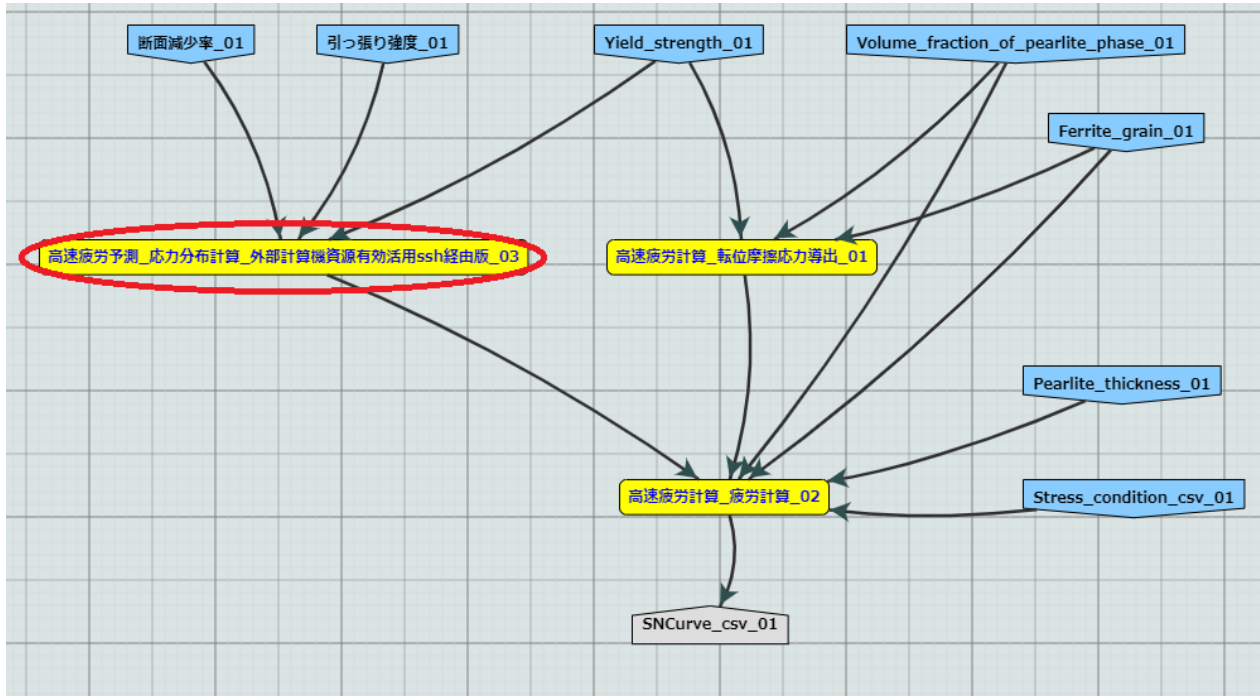 断面減少率_01
引っ張り強度_01
Yield_strength_01
Volume_fraction_of_pearlite_phase_01
Ferrite_grain_01
高速疲労予測_応力分布計算_外部計算機資源有効活用ssh経由版_03
高速疲労計算_転位摩擦応力導出_01
Pearlite_thickness_01
高速疲労計算_疲労計算_02
Stress_condition_csv_01
SNCurve_csv_01